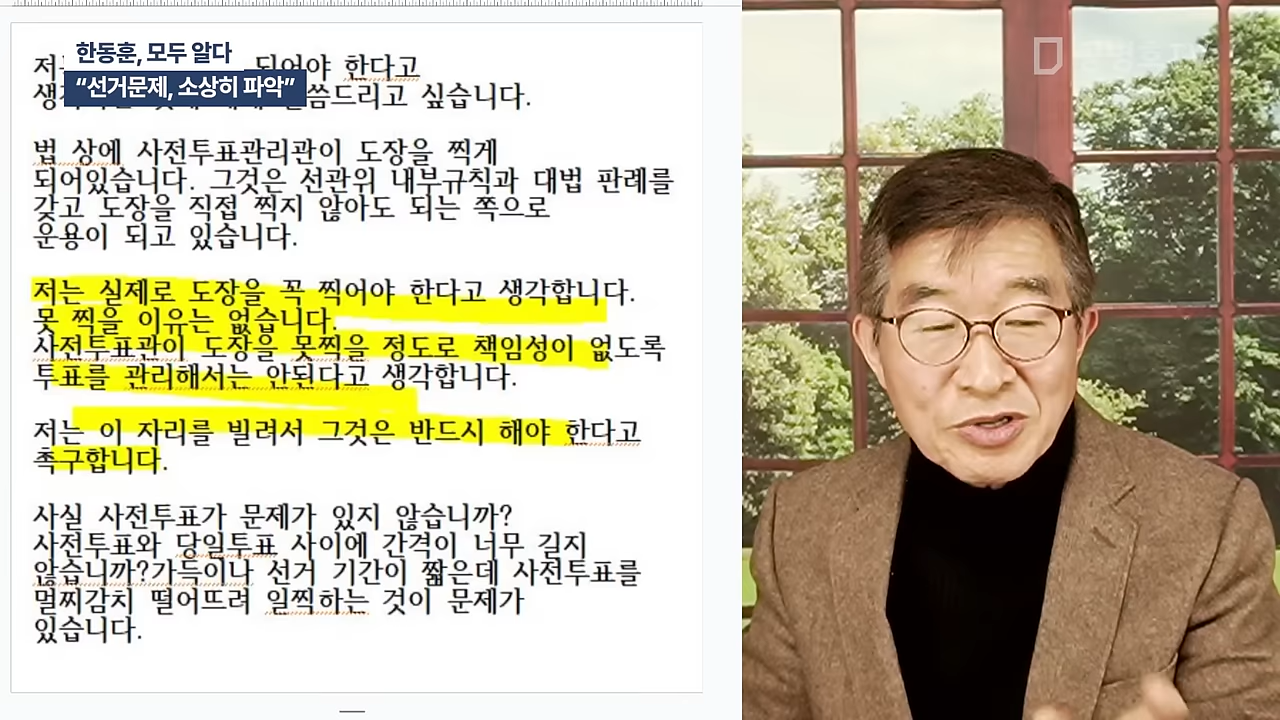 한동훈, 모두 알다
“선거문제, 소상히 파악”
저는 되어야 한다고
씀드리고 싶습니다.
법 상에 사전투표관리관이 도장을 찍게
되어있습니다. 그것은 선관위 내부규칙과 대법 판례를
갖고 도장을 직접 찍지 않아도 되는 쪽으로
운용이 되고 있습니다.
저는 실제로 도장을 꼭 찍어야 한다고 생각합니다.
못 찍을 이유는 없습니다.
사전투표관이 도장을 못찍을 정도로 책임성이 없도록
투표를 관리해서는 안된다고 생각합니다.
저는 이 자리를 빌려서 그것은 반드시 해야 한다고
촉구합니다.
사실 사전투표가 문제가 있지 않습니까?
사전투표와 당일투표 사이에 간격이 너무 길지
않습니까?가득이나 선거 기간이 짧은데 사전투표를
멀찌감치 떨어뜨려 일찍하는 것이 문제가
있습니다.